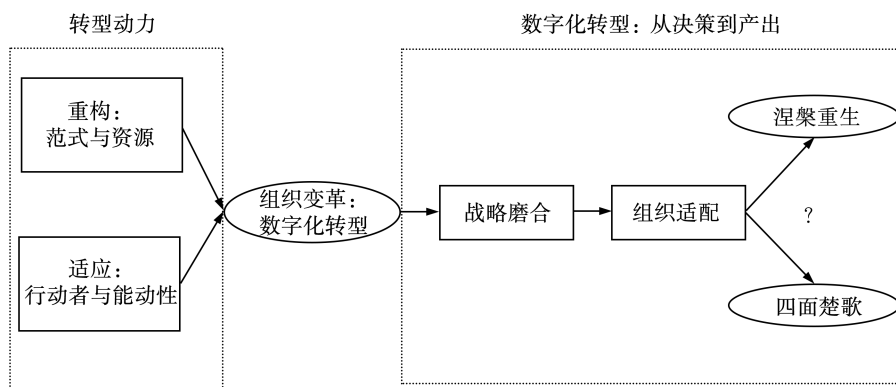 转型动力
数字化转型：从决策到产出
重构：
范式与资源
适应：
行动者与能动性
组织变革：
数字化转型
战略磨合
组织适配
涅槃重生
？
四面楚歌